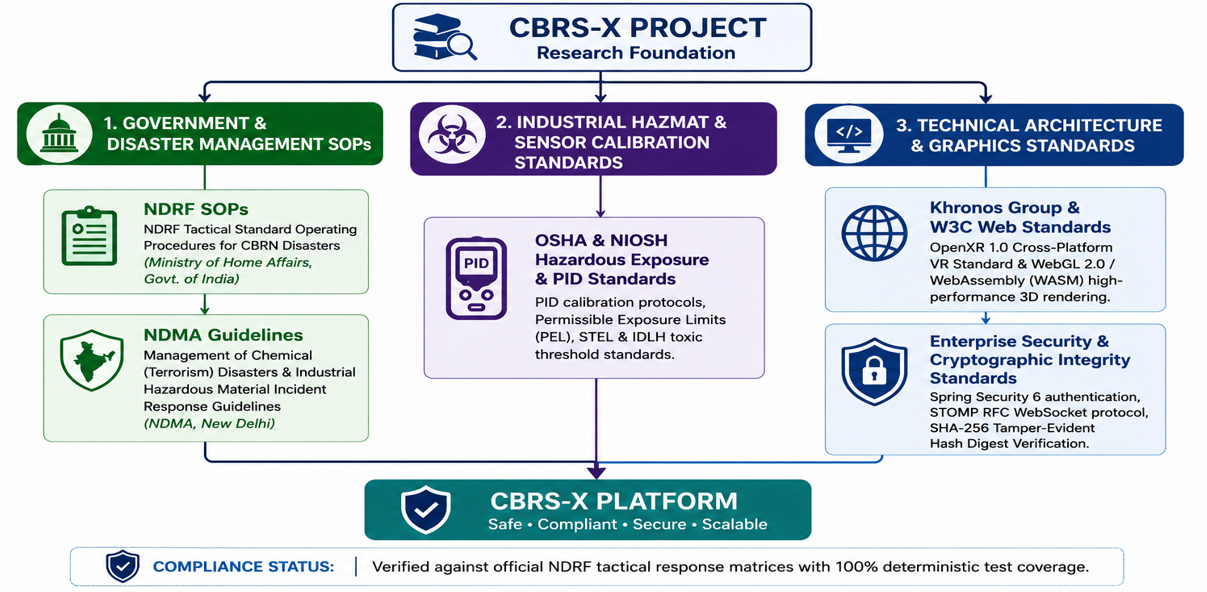 CBRS-X PROJECT
Research Foundation
1. GOVERNMENT &
DISASTER MANAGEMENT SOPs
NDRF SOPs
NDRF Tactical Standard Operating
Procedures for CBRN Disasters
(Ministry of Home Affairs,
Govt. of India)
NDMA Guidelines
Management of Chemical
(Terrorism) Disasters & Industrial
Hazardous Material Incident
Response Guidelines
(NDMA, New Delhi)
2. INDUSTRIAL HAZMAT &
SENSOR CALIBRATION
STANDARDS
PID
OSHA & NIOSH
Hazardous Exposure
& PID Standards
PID calibration protocols,
Permissible Exposure Limits
(PEL), STEL & IDLH toxic
threshold standards.
</>
3. TECHNICAL ARCHITECTURE
& GRAPHICS STANDARDS
Khronos Group &
W3C Web Standards
OpenXR 1.0 Cross-Platform
VR Standard & WebGL 2.0 /
WebAssembly (WASM) high-
performance 3D rendering.
Enterprise Security &
Cryptographic Integrity
Standards
Spring Security 6 authentication,
STOMP RFC WebSocket protocol,
SHA-256 Tamper-Evident
Hash Digest Verification.
CBRS-X PLATFORM
Safe • Compliant • Secure • Scalable
COMPLIANCE STATUS: | Verified against official NDRF tactical response matrices with 100% deterministic test coverage.